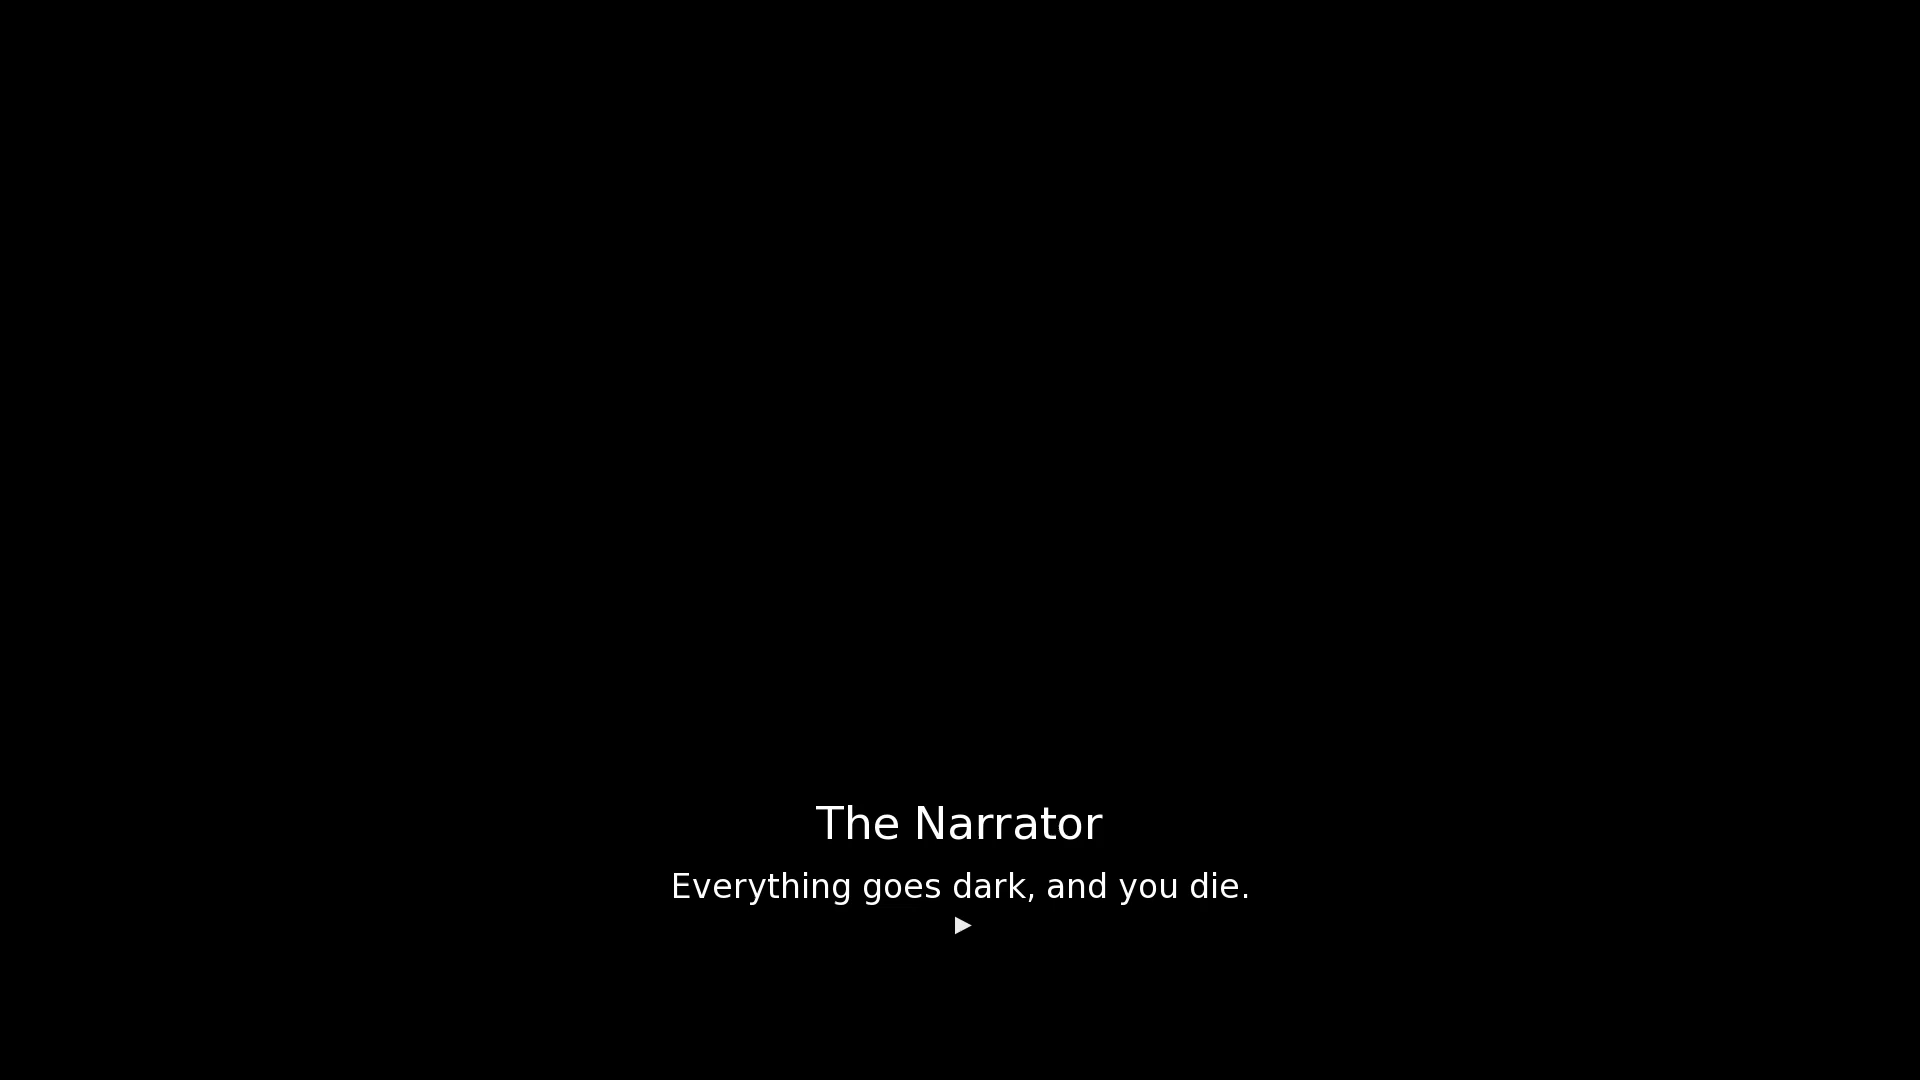 The Narrator
Everything goes dark, and you die.